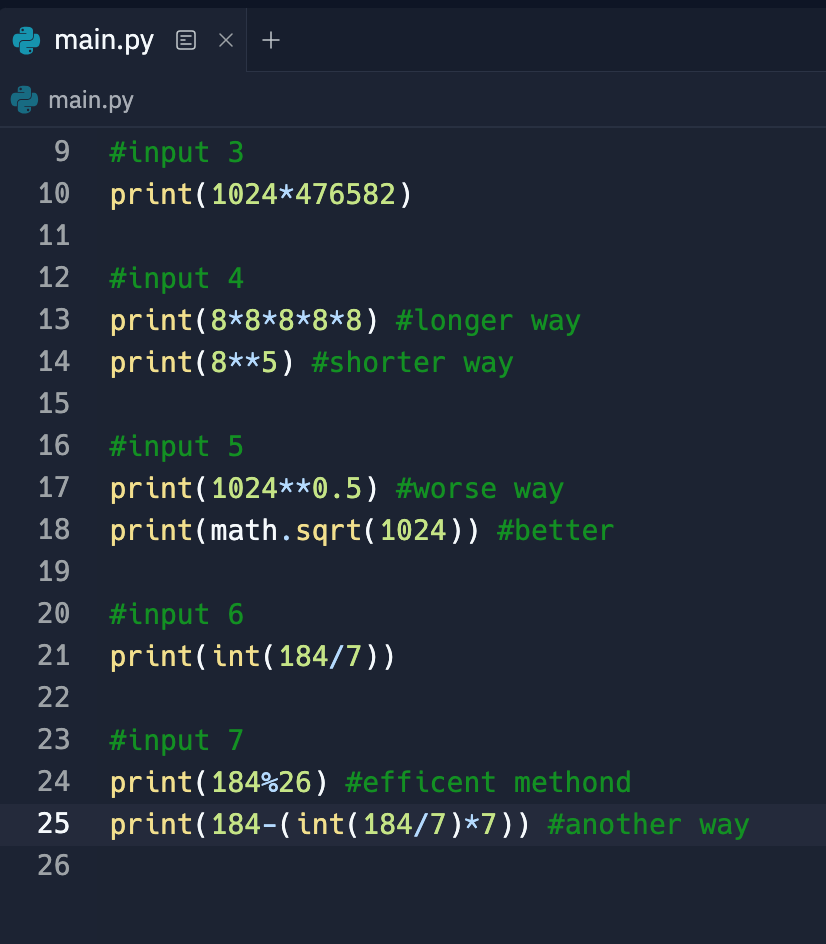 main.py
main.py
9 #input 3
10 print(1024*476582)
11
12 #input 4
13 print(8*8*8*8*8) #longer way
14 print(8**5) #shorter way
15
16 #input 5
17 print(1024**0.5) #worse way
18 print(math.sqrt(1024)) #better
19
20 #input 6
21 print(int(184/7))
22
23 #input 7
24 print(184%26) #efficent methond
25 print(184-(int(184/7)*7)) #another way
26